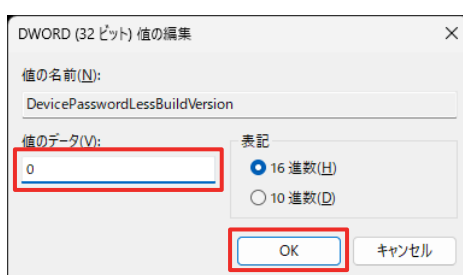 DWORD (32 ビット) 値の編集
値の名前(N):
DevicePasswordLessBuildVersion
値のデータ(V):
0
表記
16 進数(H)
10 進数(D)
OK
キャンセル